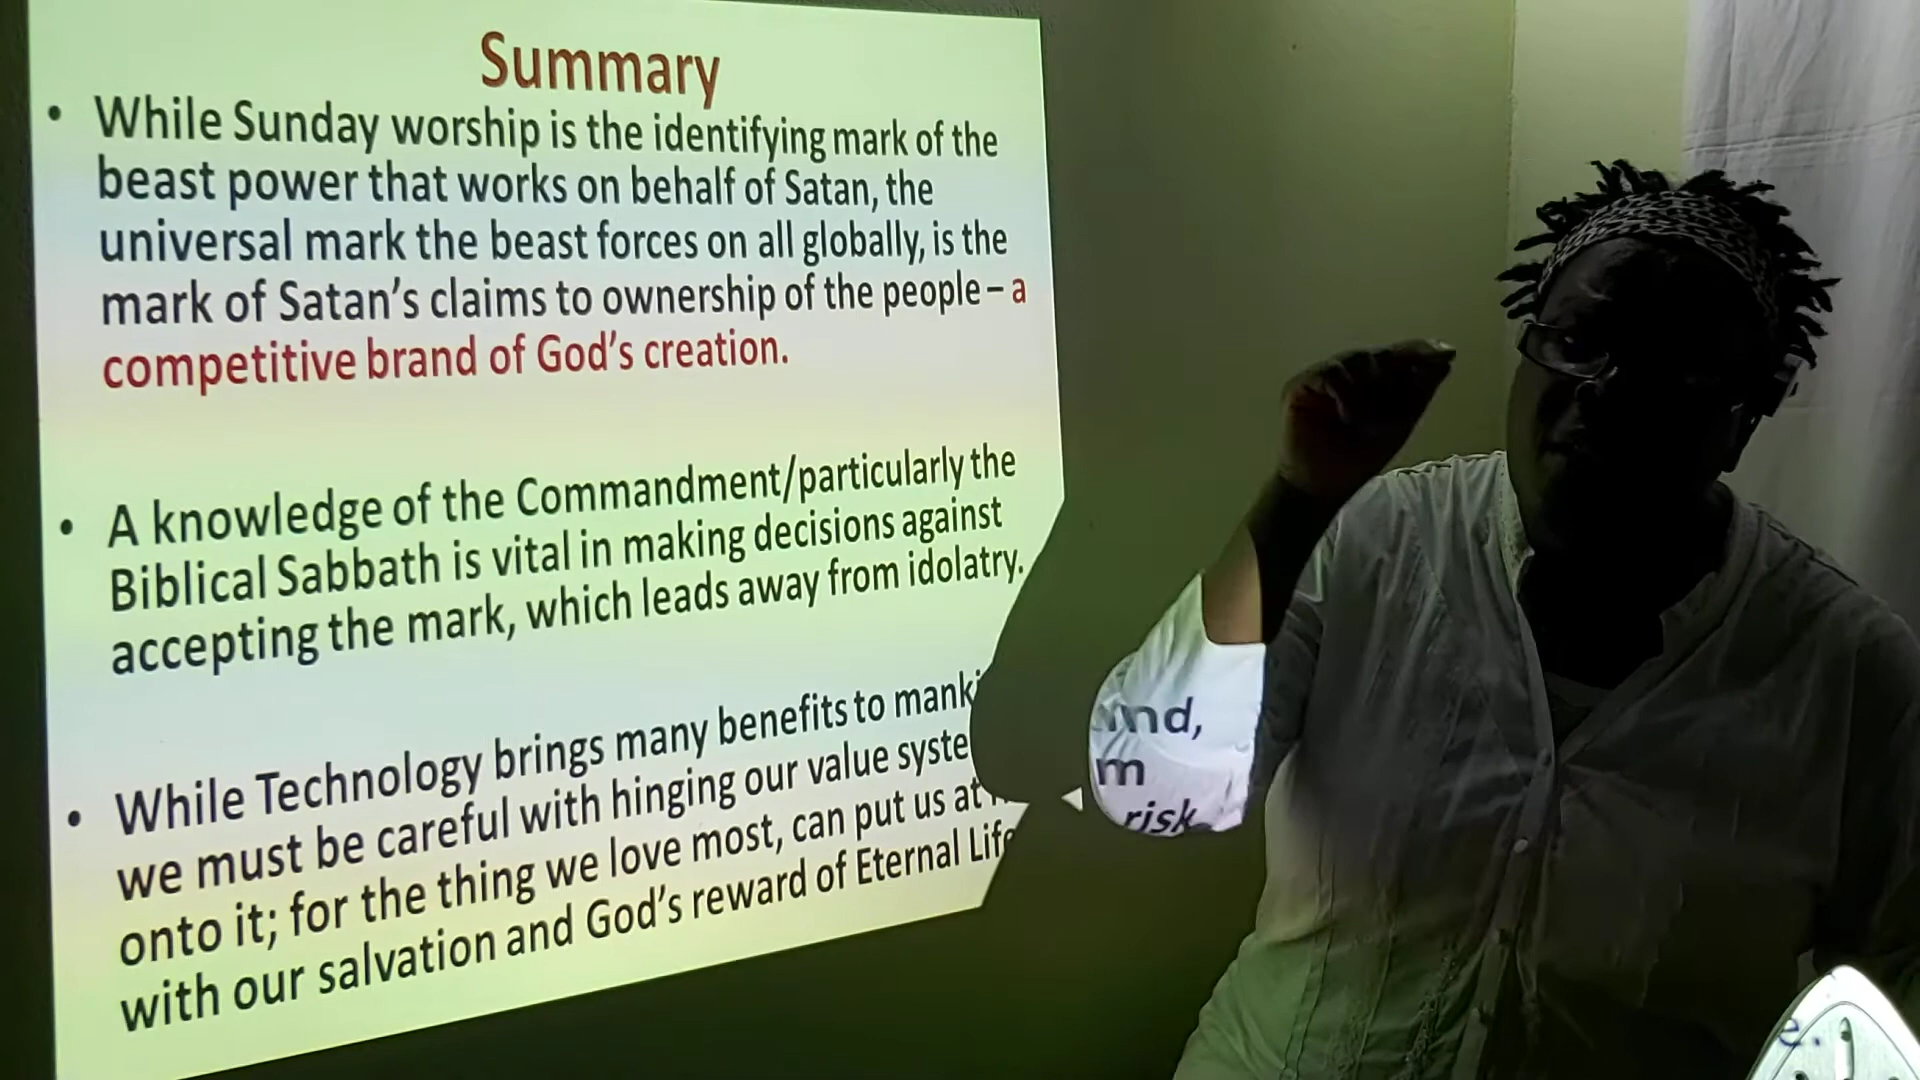 Summary
• While Sunday worship is the identifying mark of the
beast power that works on behalf of Satan, the
universal mark the beast forces on all globally, is the
mark of Satan's claims to ownership of the people – a
competitive brand of God's creation.
• A knowledge of the Commandment/particularly the
Biblical Sabbath is vital in making decisions against
accepting the mark, which leads away from idolatry.
• While Technology brings many benefits to manki nd,
we must be careful with hinging our value syste m
onto it; for the thing we love most, can put us at risk
with our salvation and God's reward of Eternal Life.